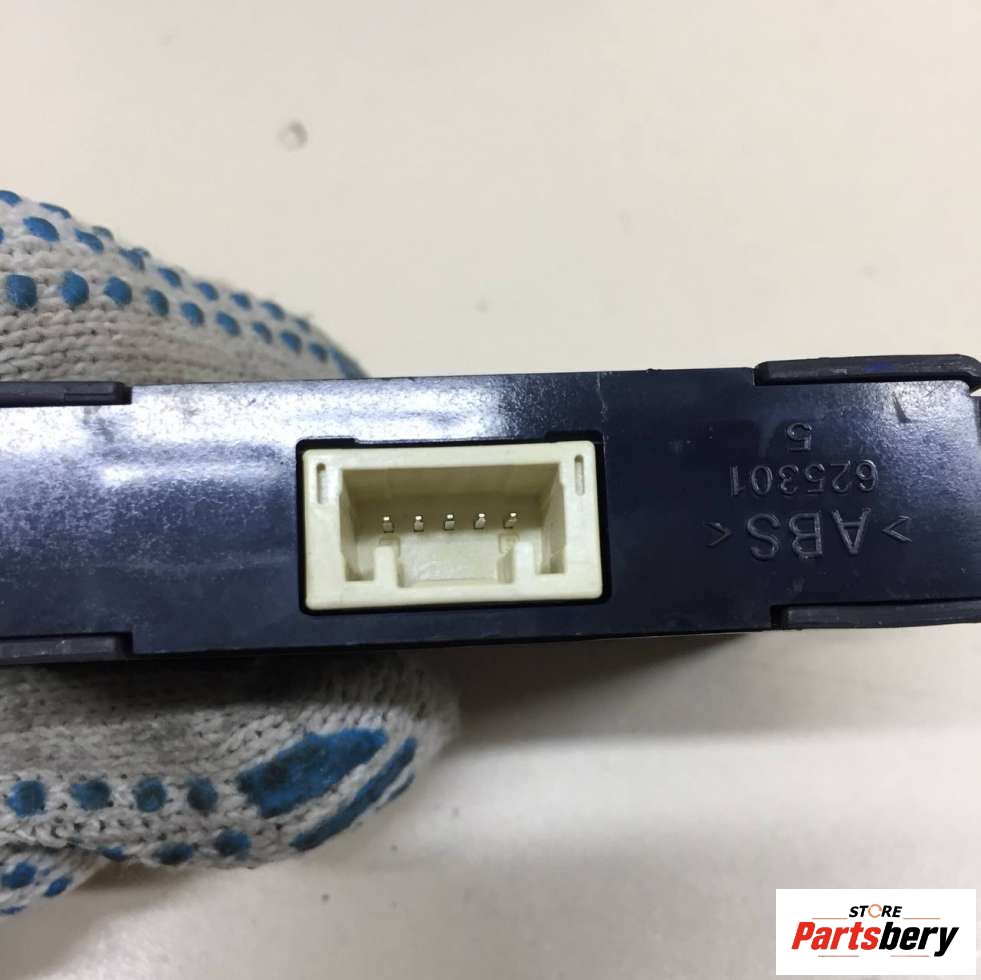 >ABS<
625301
5
STORE
Partsbery